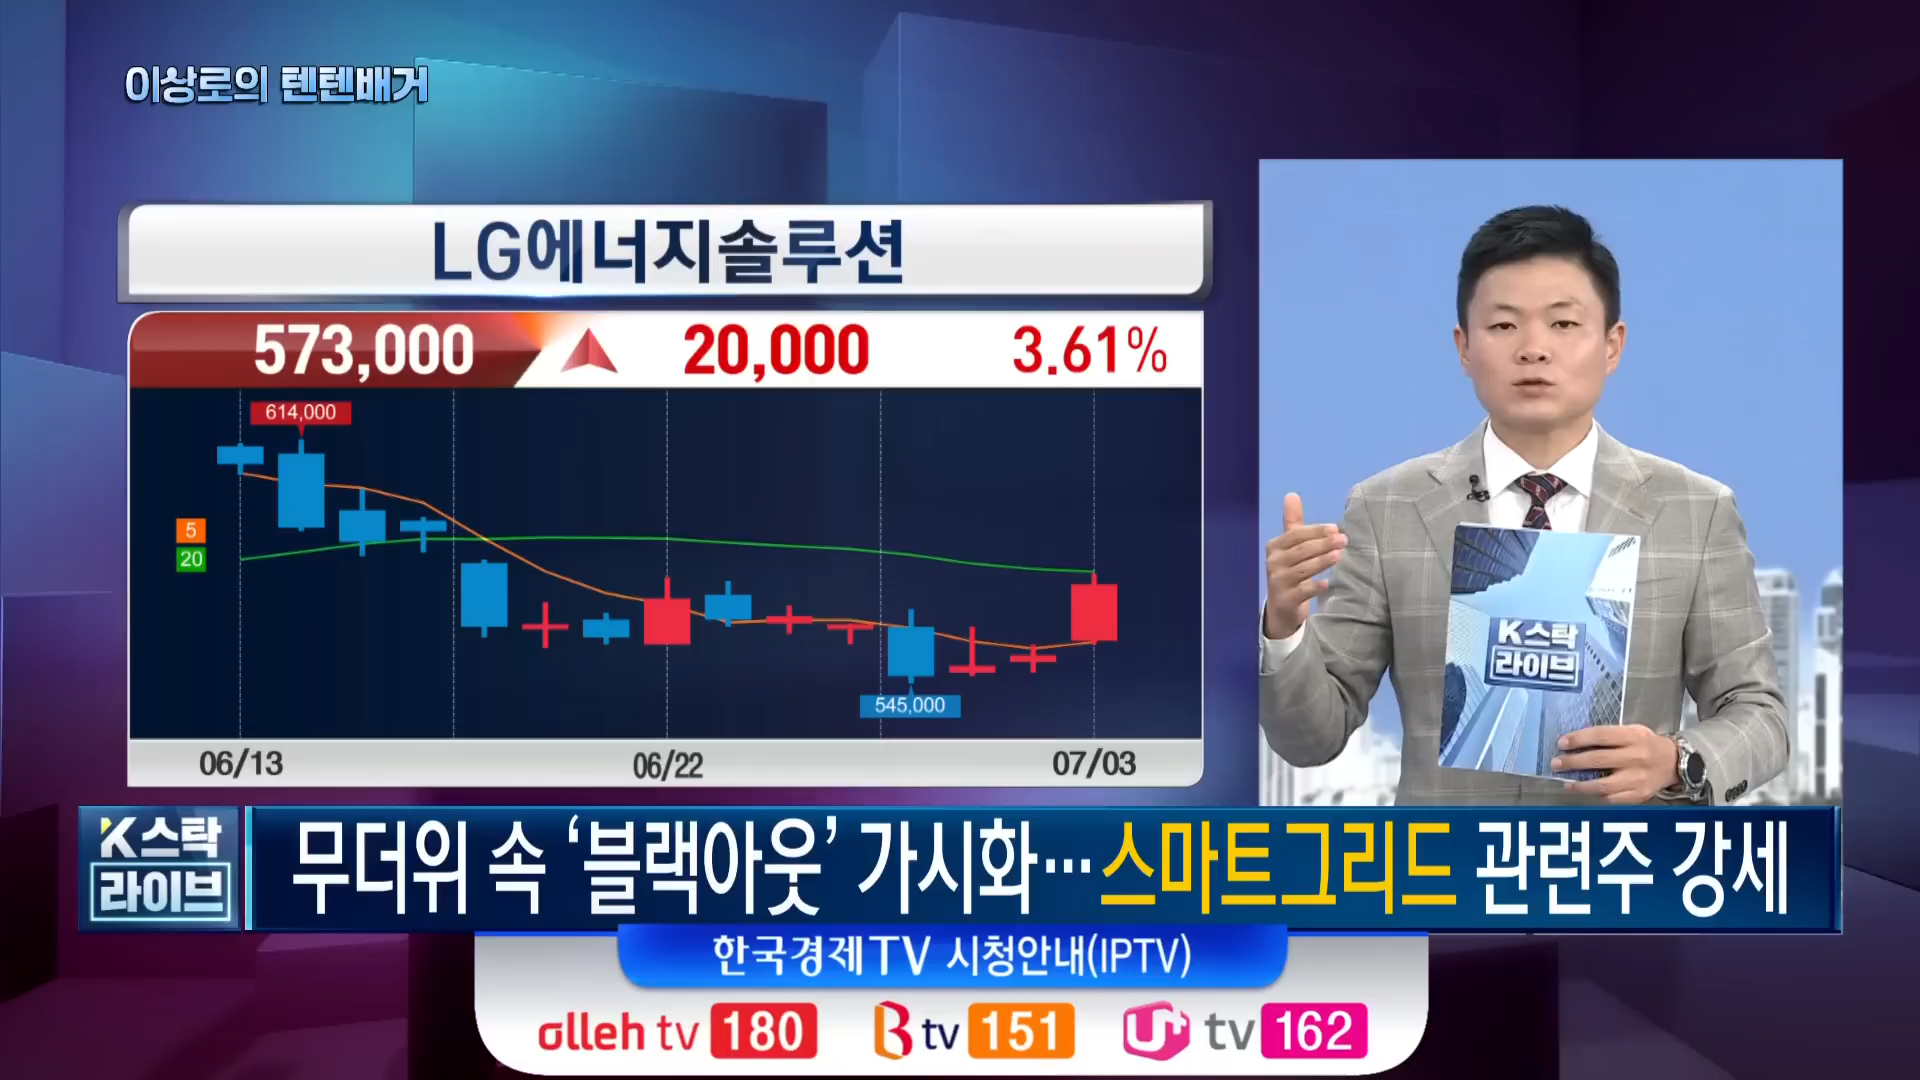 이상로의 텐텐배거
LG에너지솔루션
573,000 20,000 3.61%
614,000
5
20
545,000
06/13 06/22 07/03
K스탁
라이브
K스탁
라이브
무더위 속 ‘블랙아웃’ 가시화…스마트그리드 관련주 강세
한국경제TV 시청안내(IPTV)
olleh tv 180 B tv 151 U+ tv 162